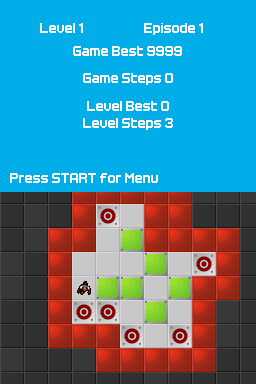 Level 1 Episode 1
Game Best 9999
Game Steps 0
Level Best 0
Level Steps 3
Press START for Menu